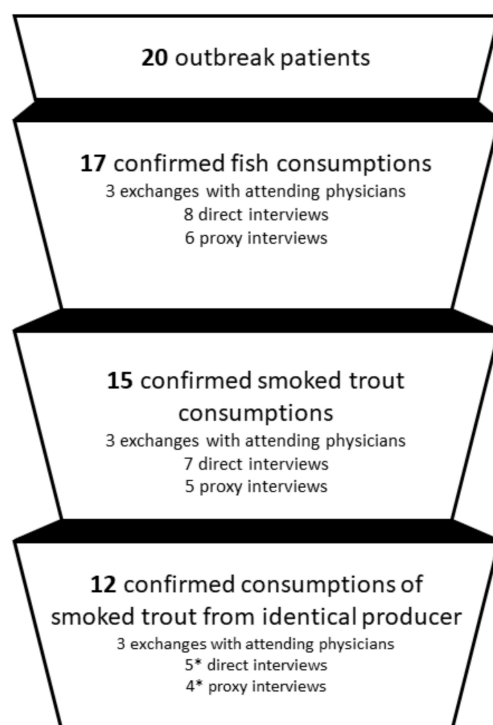 20 outbreak patients
17 confirmed fish consumptions
3 exchanges with attending physicians
8 direct interviews
6 proxy interviews
15 confirmed smoked trout
consumptions
3 exchanges with attending physicians
7 direct interviews
5 proxy interviews
12 confirmed consumptions of
smoked trout from identical producer
3 exchanges with attending physicians
5* direct interviews
4* proxy interviews